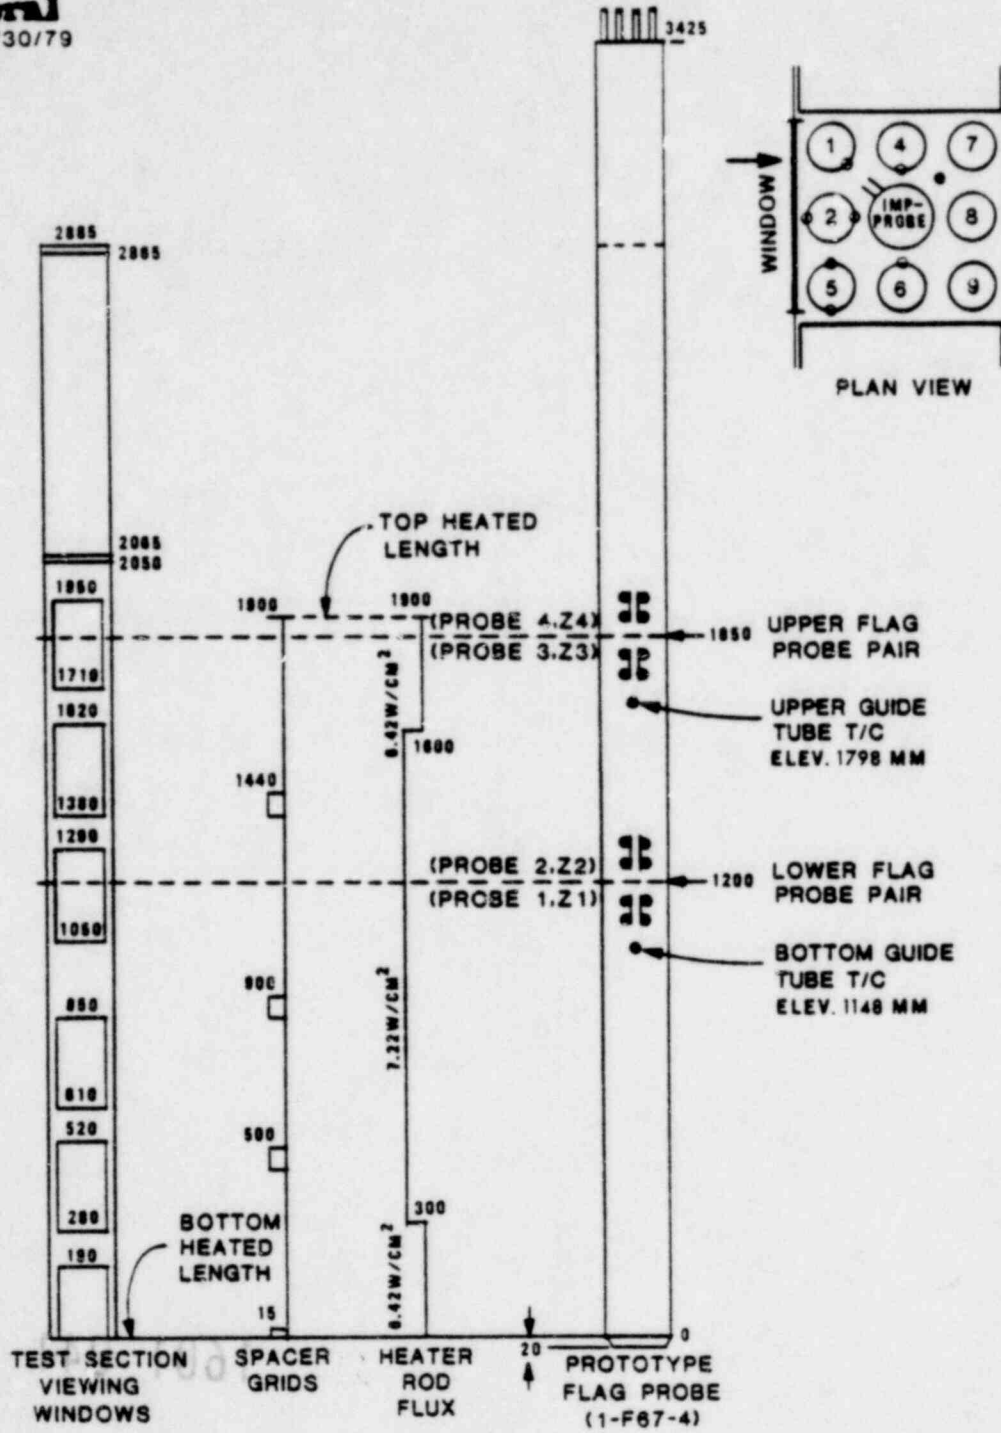 30/79
3425
1
4
7
2
IMP-
PROBE
8
5
6
9
WINDOW
PLAN VIEW
2885
2865
2065
2050
TOP HEATED
LENGTH
1950
1900
1900
(PROBE 4.Z4)
1850
UPPER FLAG
PROBE PAIR
(PROBE 3.Z3)
1710
6.42W/CM²
UPPER GUIDE
TUBE T/C
ELEV. 1798 MM
1620
1600
1440
1380
1290
(PROBE 2.Z2)
1200
LOWER FLAG
PROBE PAIR
(PROBE 1.Z1)
1050
BOTTOM GUIDE
TUBE T/C
ELEV. 1148 MM
900
850
7.22W/CM²
610
520
500
280
300
BOTTOM
HEATED
LENGTH
190
6.42W/CM²
15
0
20
TEST SECTION
VIEWING
WINDOWS
SPACER
GRIDS
HEATER
ROD
FLUX
PROTOTYPE
FLAG PROBE
(1-F67-4)